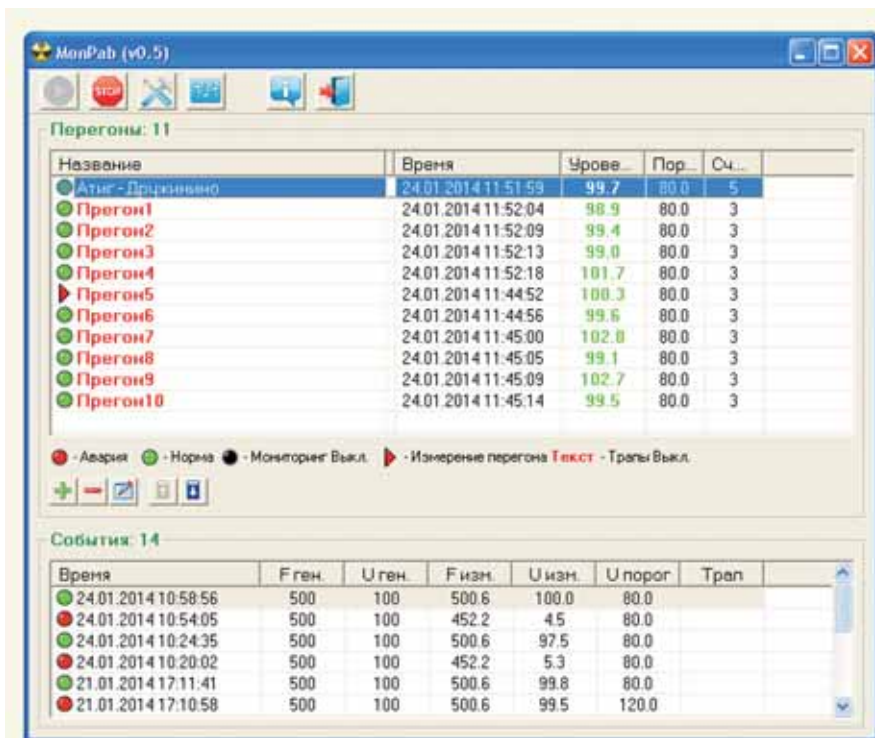 MonPab (v0.5)
STOP
Перегоны: 11
Название Время Урове... Пор... Сч...
Атиг - Дружинино 24.01.2014 11:51:59 99.7 80.0 5
Прегон1 24.01.2014 11:52:04 98.9 80.0 3
Прегон2 24.01.2014 11:52:09 99.4 80.0 3
Прегон3 24.01.2014 11:52:13 99.0 80.0 3
Прегон4 24.01.2014 11:52:18 101.7 80.0 3
Прегон5 24.01.2014 11:44:52 100.3 80.0 3
Прегон6 24.01.2014 11:44:56 99.6 80.0 3
Прегон7 24.01.2014 11:45:00 102.8 80.0 3
Прегон8 24.01.2014 11:45:05 99.1 80.0 3
Прегон9 24.01.2014 11:45:09 102.7 80.0 3
Прегон10 24.01.2014 11:45:14 99.5 80.0 3
- Авария - Норма - Мониторинг Выкл. - Измерение перегона Текст - Трапы Выкл.
События: 14
Время F ген. U ген. F изм. U изм. U порог Трап
24.01.2014 10:58:56 500 100 500.6 100.0 80.0
24.01.2014 10:54:05 500 100 452.2 4.5 80.0
24.01.2014 10:24:35 500 100 500.6 97.5 80.0
24.01.2014 10:20:02 500 100 452.2 5.3 80.0
21.01.2014 17:11:41 500 100 500.6 99.8 80.0
21.01.2014 17:10:58 500 100 500.6 99.5 120.0